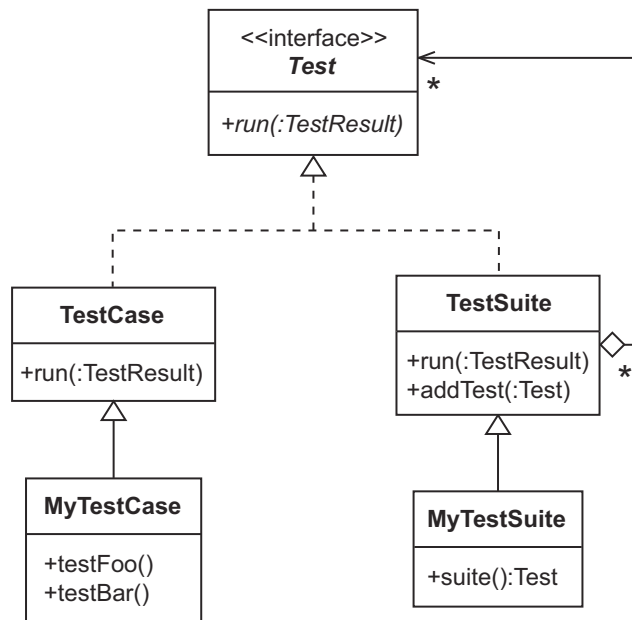 <<interface>>
Test
*
+run(:TestResult)
TestCase
+run(:TestResult)
TestSuite
+run(:TestResult)
+addTest(:Test)
*
MyTestCase
+testFoo()
+testBar()
MyTestSuite
+suite():Test